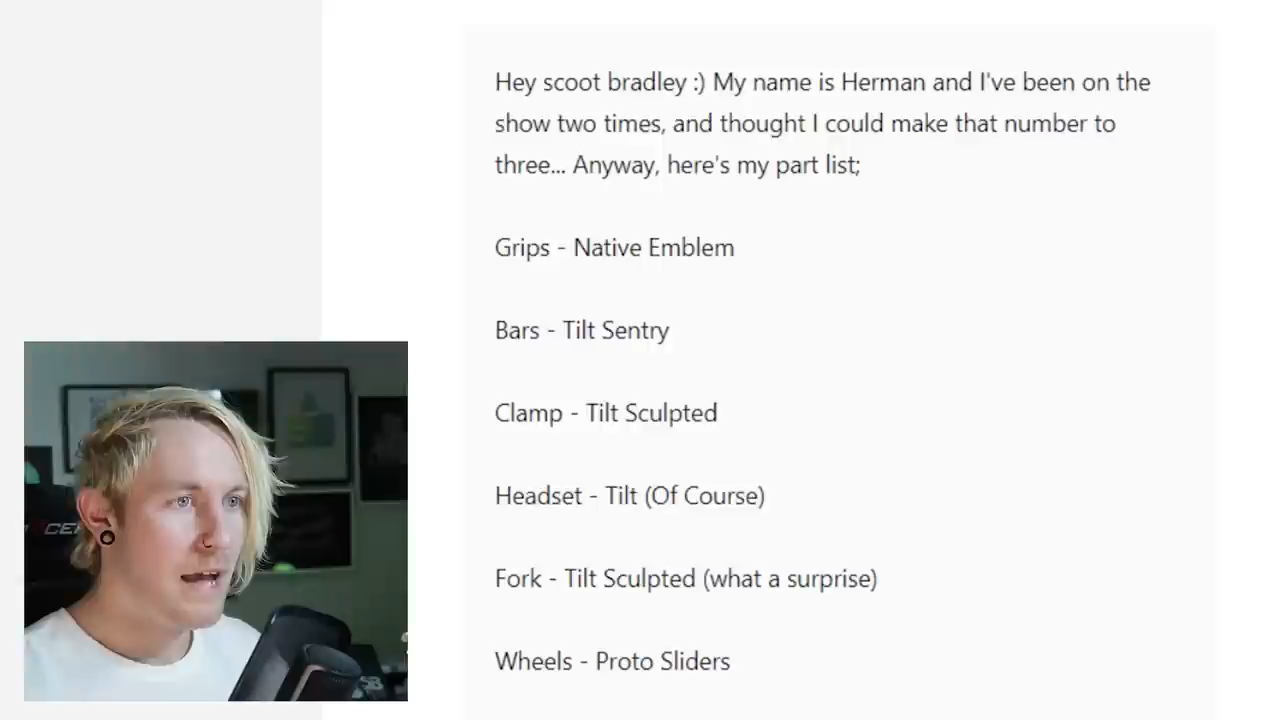 Hey scoot bradley :) My name is Herman and I've been on the
show two times, and thought I could make that number to
three... Anyway, here's my part list;
Grips - Native Emblem
Bars - Tilt Sentry
Clamp - Tilt Sculpted
Headset - Tilt (Of Course)
Fork - Tilt Sculpted (what a surprise)
Wheels - Proto Sliders